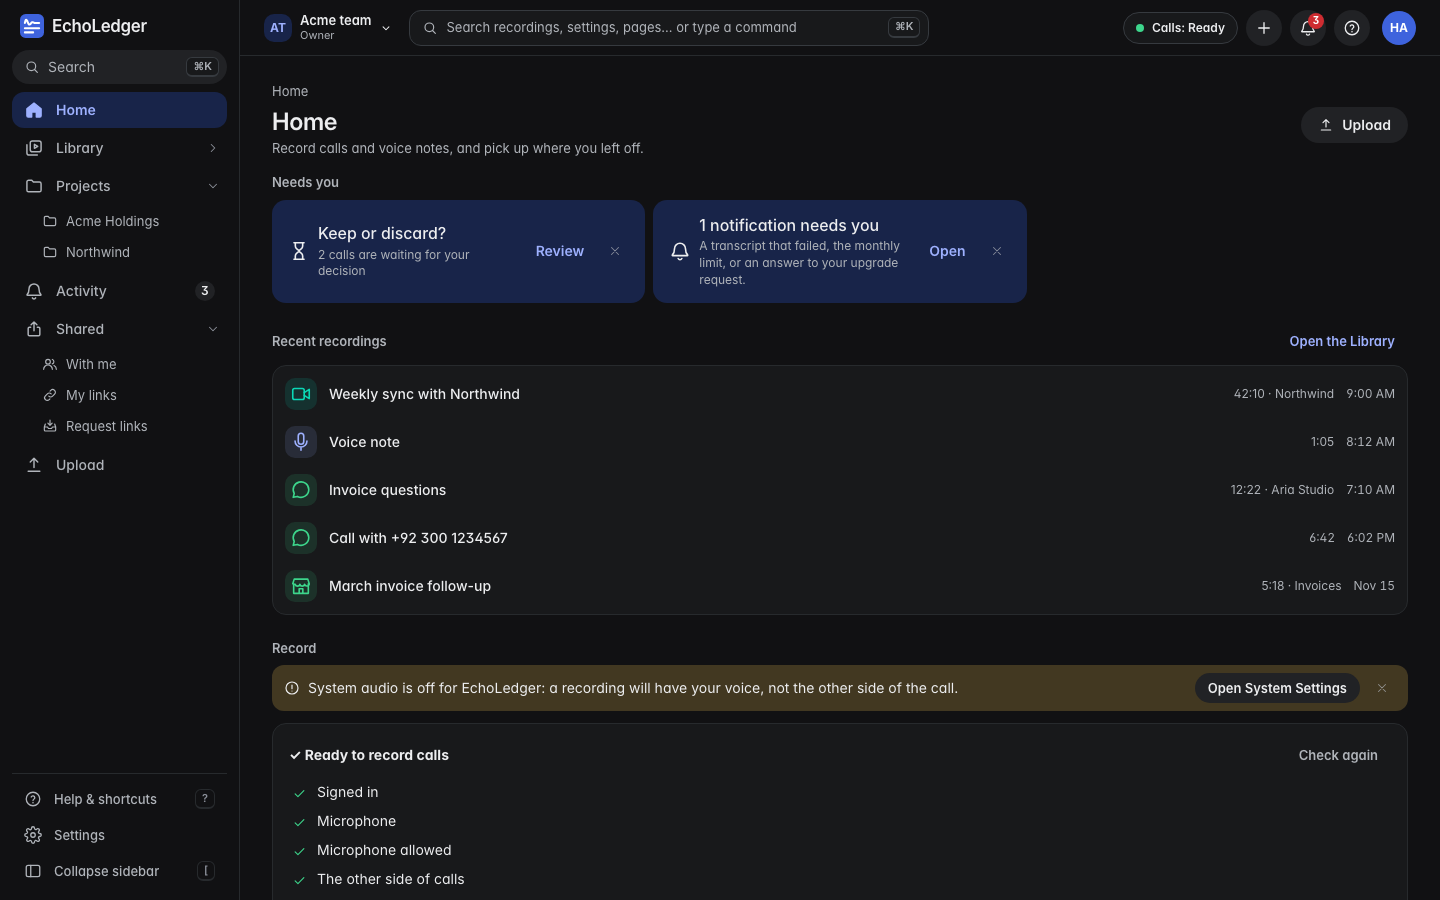 EchoLedger
Search ⌘K
Home
Library
Projects
Acme Holdings
Northwind
Activity 3
Shared
With me
My links
Request links
Upload
Help & shortcuts ?
Settings
Collapse sidebar [
AT Acme team
Owner
Search recordings, settings, pages... or type a command ⌘K
Calls: Ready
3
HA
Home
Home
Record calls and voice notes, and pick up where you left off.
Upload
Needs you
Keep or discard?
2 calls are waiting for your
decision
Review
1 notification needs you
A transcript that failed, the monthly
limit, or an answer to your upgrade
request.
Open
Recent recordings Open the Library
Weekly sync with Northwind 42:10 · Northwind 9:00 AM
Voice note 1:05 8:12 AM
Invoice questions 12:22 · Aria Studio 7:10 AM
Call with +92 300 1234567 6:42 6:02 PM
March invoice follow-up 5:18 · Invoices Nov 15
Record
System audio is off for EchoLedger: a recording will have your voice, not the other side of the call. Open System Settings
✓ Ready to record calls Check again
Signed in
Microphone
Microphone allowed
The other side of calls